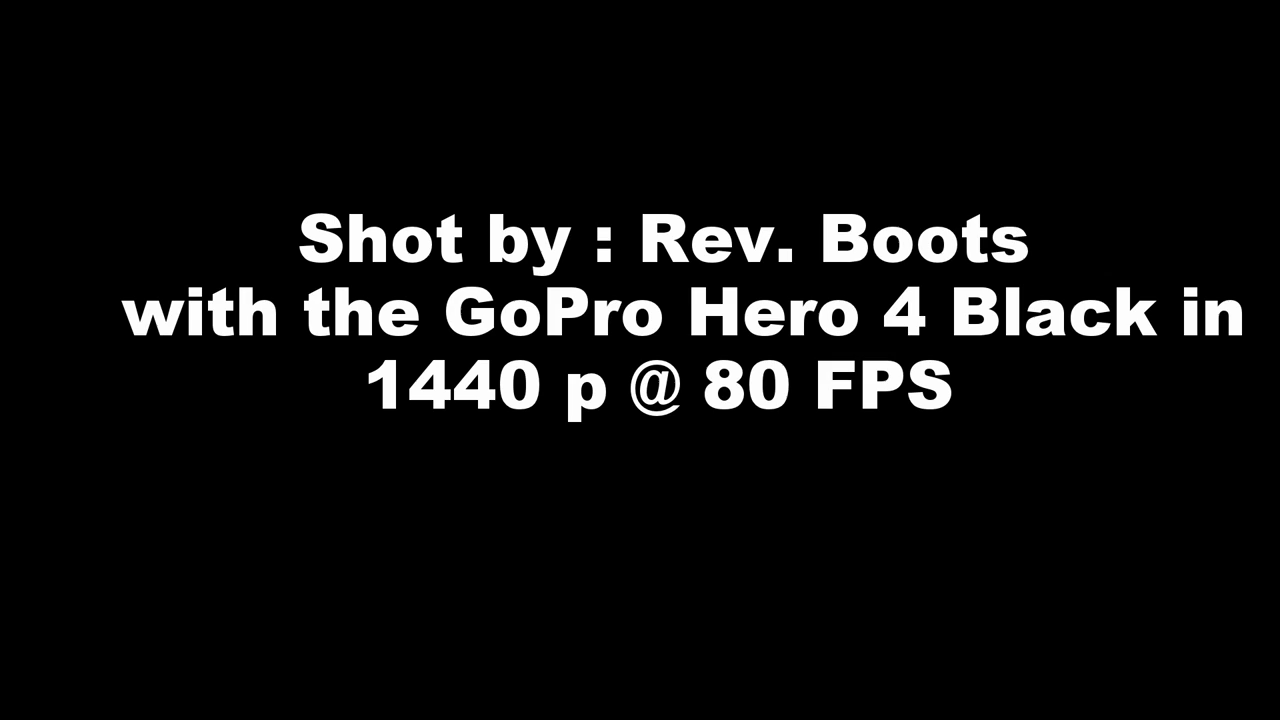 Shot by : Rev. Boots
with the GoPro Hero 4 Black in
1440 p @ 80 FPS